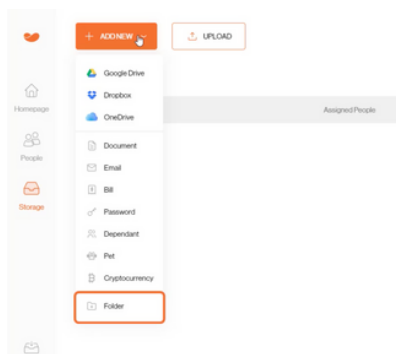 ADD NEW
UPLOAD
Google Drive
Dropbox
OneDrive
Homepage
Assigned People
People
Document
Email
Bill
Storage
Password
Dependant
Pet
Cryptocurrency
Folder